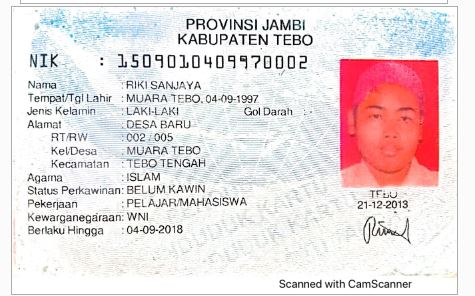 PROVINSI JAMBI
KABUPATEN TEBO
NIK : 1509010409970002
Nama : RIKI SANJAYA
Tempat/Tgl Lahir : MUARA TEBO, 04-09-1997
Jenis Kelamin : LAKI-LAKI Gol Darah :
Alamat : DESA BARU
RT/RW : 002 / 005
Kel/Desa : MUARA TEBO
Kecamatan : TEBO TENGAH
Agama : ISLAM
Status Perkawinan: BELUM KAWIN
Pekerjaan : PELAJAR/MAHASISWA
Kewarganegaraan: WNI
Berlaku Hingga : 04-09-2018
TEBO
21-12-2013
Scanned with CamScanner